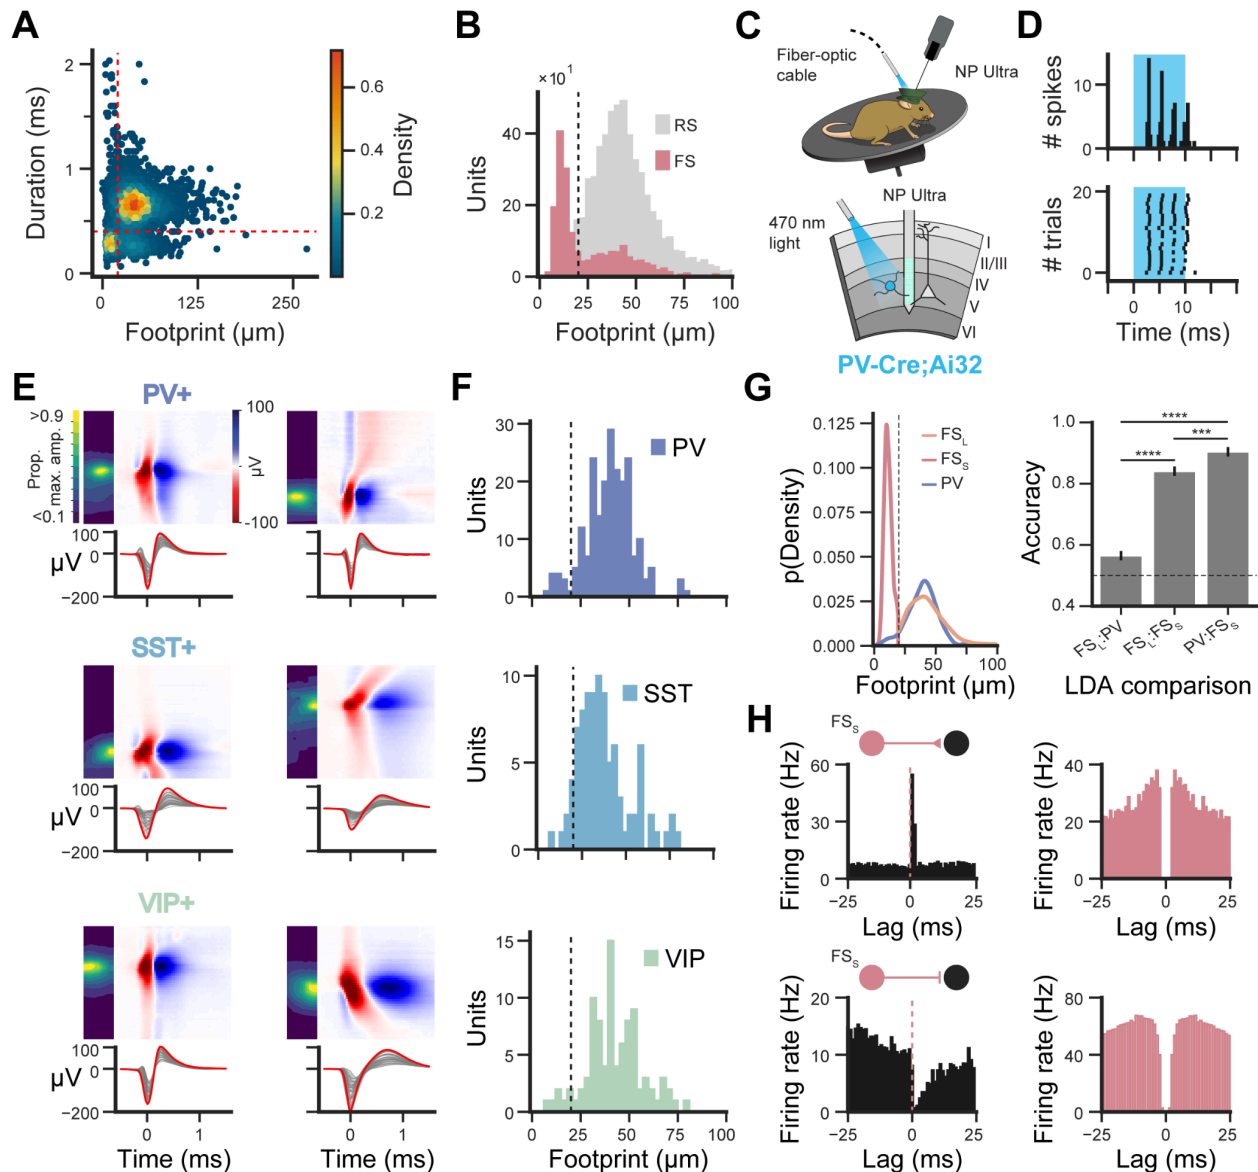 A
Duration (ms)
2
1
0
0
125
250
Footprint (µm)
0.6
0.4
0.2
Density
B
×10¹
Units
40
20
0
RS
FS
0
25
50
75
100
Footprint (µm)
C
Fiber-optic
cable
NP Ultra
NP Ultra
470 nm
light
I
II/III
IV
V
VI
PV-Cre;Ai32
D
# spikes
10
0
# trials
20
0
0
10
Time (ms)
E
PV+
>0.9
Prop.
max. amp.
<0.1
100
µV
-100
100
0
−200
µV
SST+
100
0
−200
µV
VIP+
100
0
−200
µV
0
1
Time (ms)
0
1
Time (ms)
F
Units
30
20
10
0
PV
Units
10
5
0
SST
Units
15
10
5
0
VIP
0
25
50
75
100
Footprint (µm)
G
p(Density)
0.125
0.100
0.075
0.050
0.025
0.000
FSL
FSS
PV
0
50
100
Footprint (µm)
Accuracy
1.0
0.8
0.6
0.4
****
***
****
FSL:PV
FSL:FSS
PV:FSS
LDA comparison
H
FSS
Firing rate (Hz)
60
30
0
−25
0
25
Lag (ms)
Firing rate (Hz)
40
20
0
−25
0
25
Lag (ms)
FSS
Firing rate (Hz)
20
10
0
−25
0
25
Lag (ms)
Firing rate (Hz)
80
40
0
−25
0
25
Lag (ms)